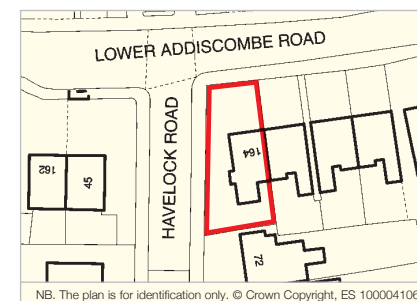 LOWER ADDISCOMBE ROAD
HAVELOCK ROAD
164
162
45
72
NB. The plan is for identification only. © Crown Copyright, ES 100004106